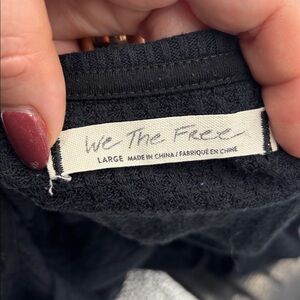 We The Free
LARGE MADE IN CHINA / FABRIQUÉ EN CHINE